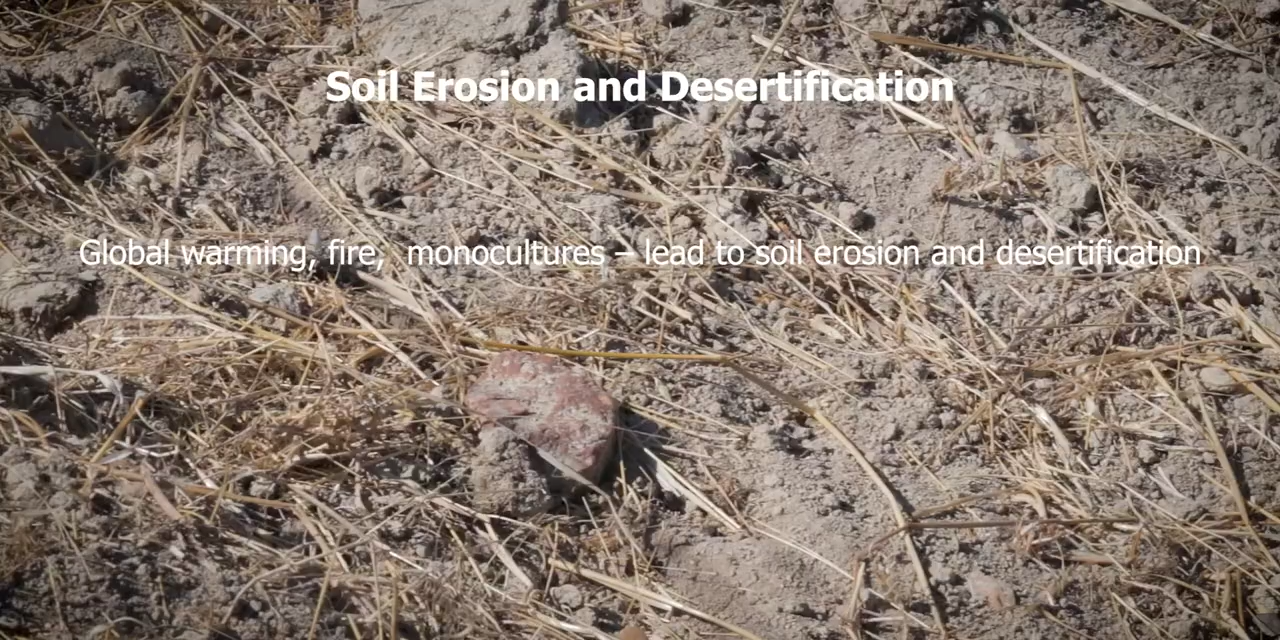 Soil Erosion and Desertification
Global warming, fire,  monocultures – lead to soil erosion and desertification